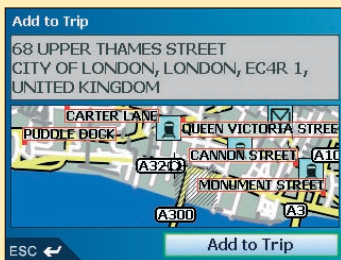 Add to Trip
68 UPPER THAMES STREET
CITY OF LONDON, LONDON, EC4R 1,
UNITED KINGDOM
CARTER LANE
PUDDLE DOCK
QUEEN VICTORIA STREE
CANNON STREET
A10
A3210
MONUMENT STREET
A300
A3
ESC
Add to Trip